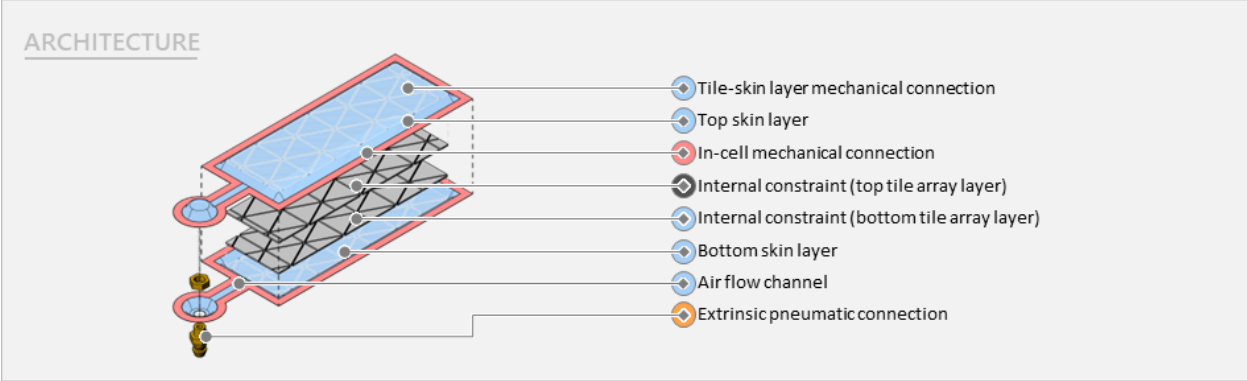 ARCHITECTURE
Tile-skin layer mechanical connection
Top skin layer
In-cell mechanical connection
Internal constraint (top tile array layer)
Internal constraint (bottom tile array layer)
Bottom skin layer
Air flow channel
Extrinsic pneumatic connection